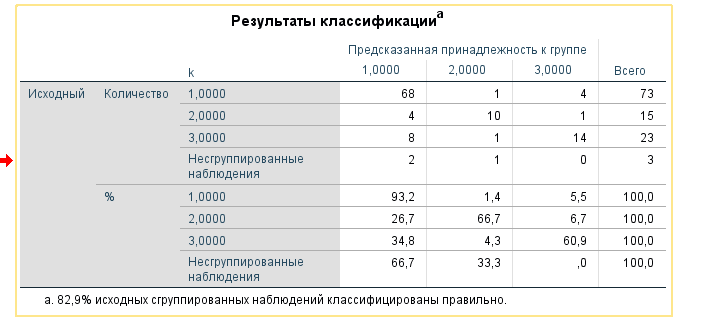 Результаты классификацииa
Предсказанная принадлежность к группе
k 1,0000 2,0000 3,0000 Всего
Исходный Количество 1,0000 68 1 4 73
2,0000 4 10 1 15
3,0000 8 1 14 23
Несгруппированные наблюдения 2 1 0 3
% 1,0000 93,2 1,4 5,5 100,0
2,0000 26,7 66,7 6,7 100,0
3,0000 34,8 4,3 60,9 100,0
Несгруппированные наблюдения 66,7 33,3 ,0 100,0
a. 82,9% исходных сгруппированных наблюдений классифицированы правильно.